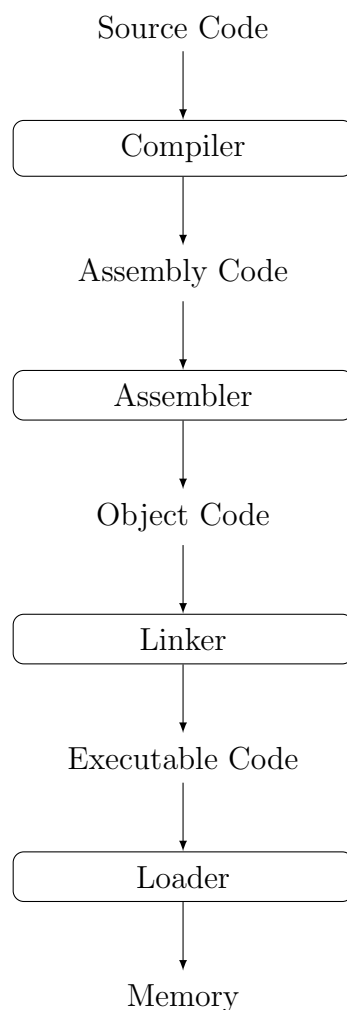 Source Code
Compiler
Assembly Code
Assembler
Object Code
Linker
Executable Code
Loader
Memory